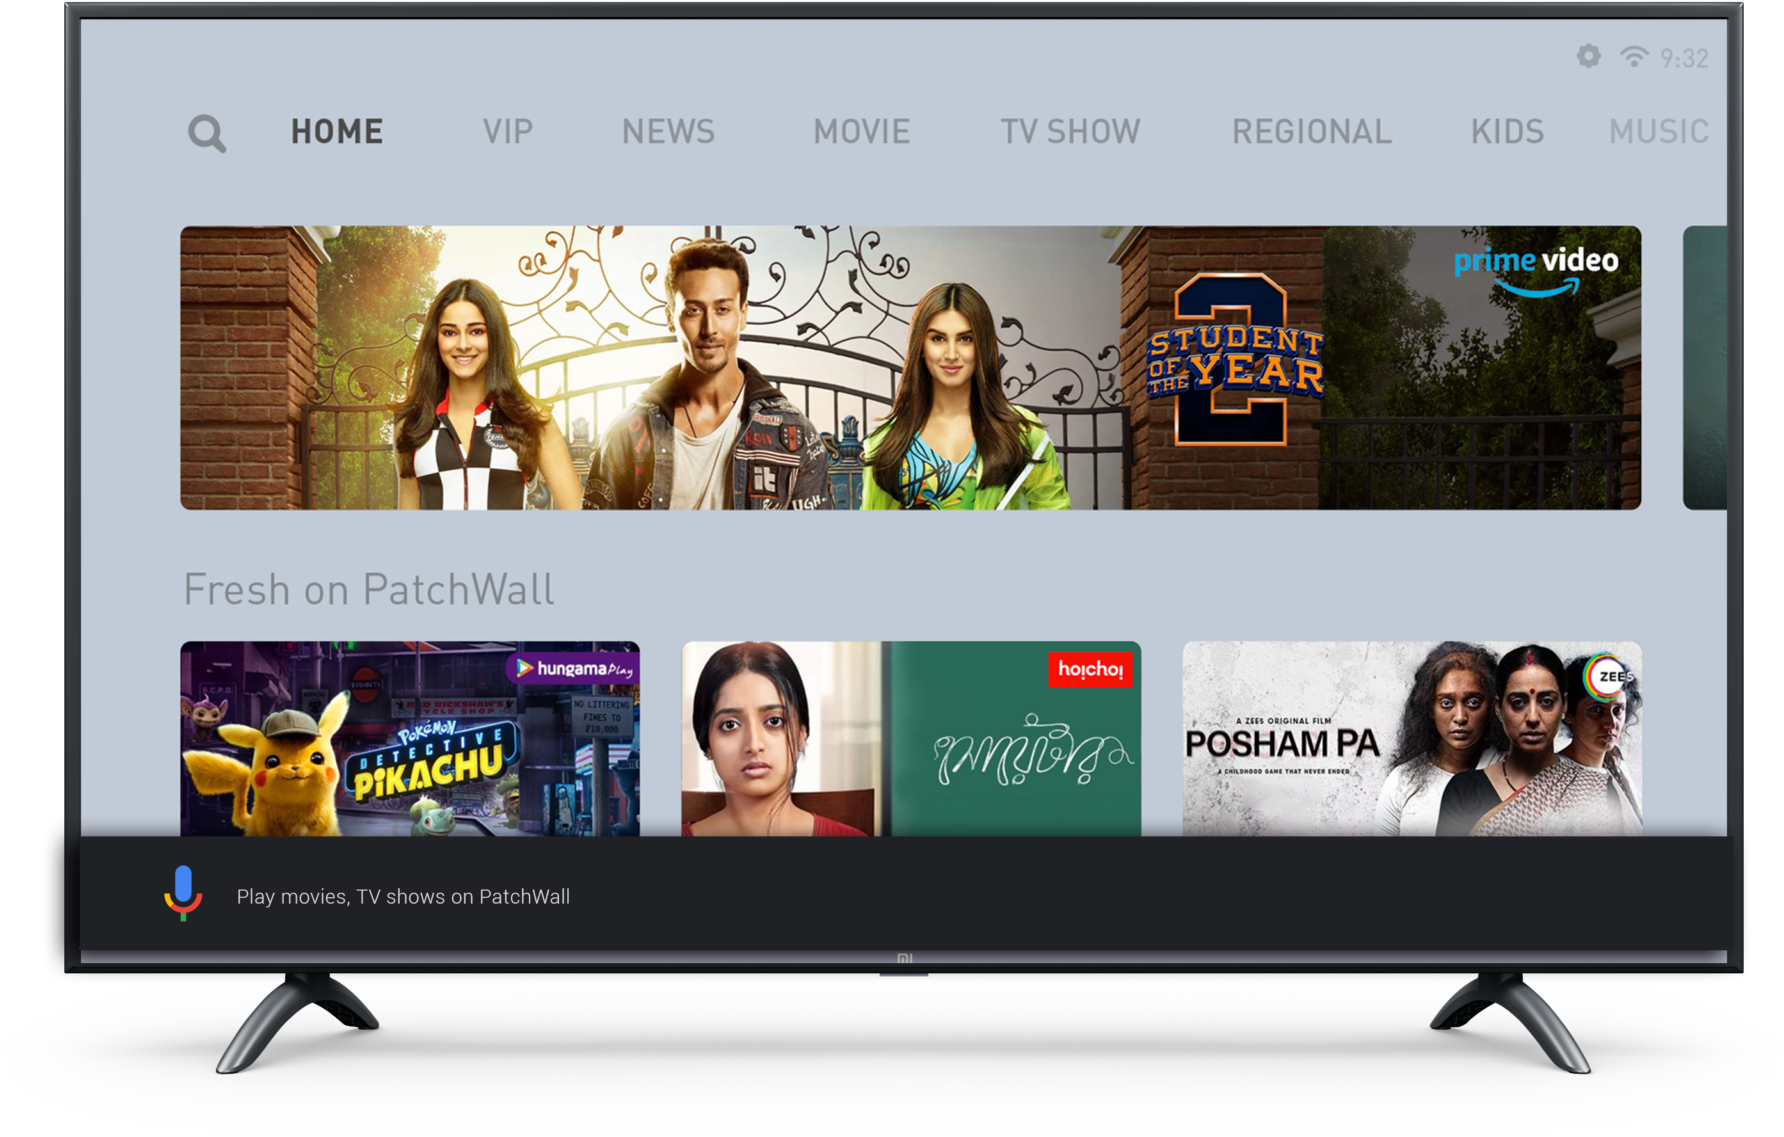 9:32
HOME VIP NEWS MOVIE TV SHOW REGIONAL KIDS MUSIC
prime video
2
STUDENT
OF THE YEAR
Fresh on PatchWall
hungama Play
R.C.P.D.
NO LITTERING
FINES TO
POKÉMON
DETECTIVE
PIKACHU
hoichoi
A ZEE5 ORIGINAL FILM
POSHAM PA
A CHILDHOOD GAME THAT NEVER ENDED
ZEE5
Play movies, TV shows on PatchWall
mi